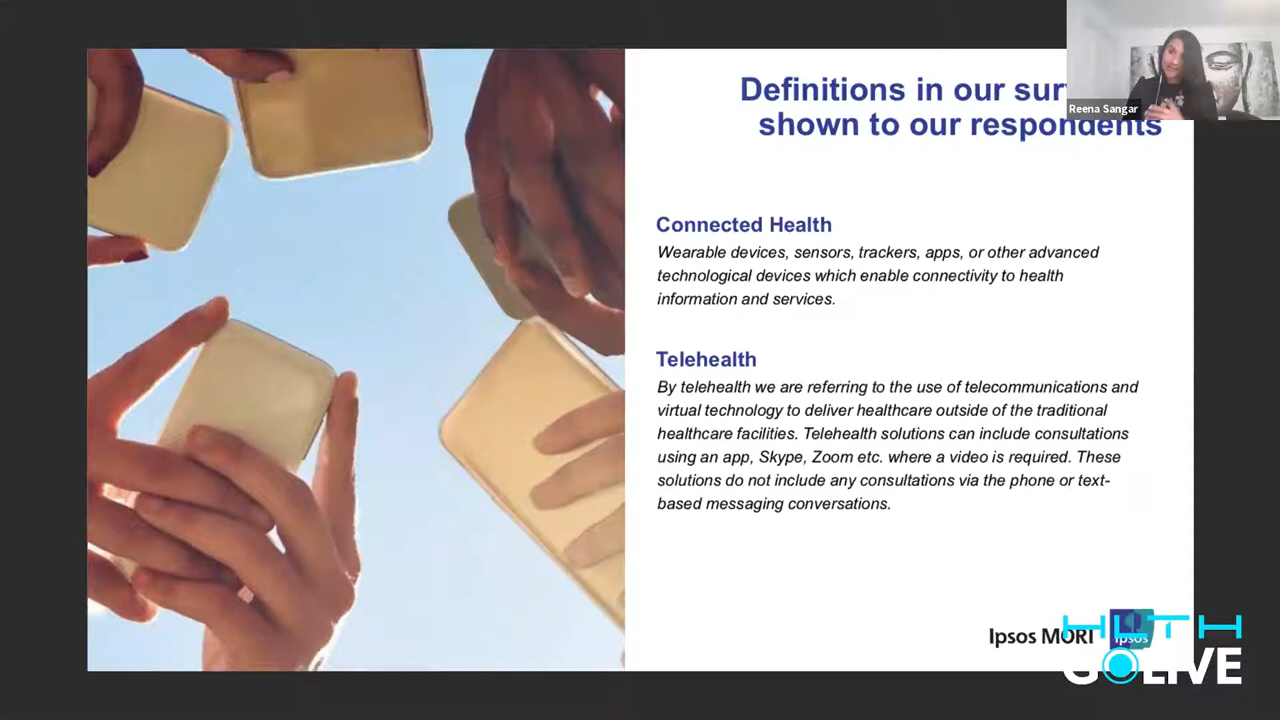 Definitions in our
shown to our respondents
Reena Sangar
Connected Health
Wearable devices, sensors, trackers, apps, or other advanced
technological devices which enable connectivity to health
information and services.
Telehealth
By telehealth we are referring to the use of telecommunications and
virtual technology to deliver healthcare outside of the traditional
healthcare facilities. Telehealth solutions can include consultations
using an app, Skype, Zoom etc. where a video is required. These
solutions do not include any consultations via the phone or text-
based messaging conversations.
Ipsos MORI
Ipsos
HLTH
GOLIVE